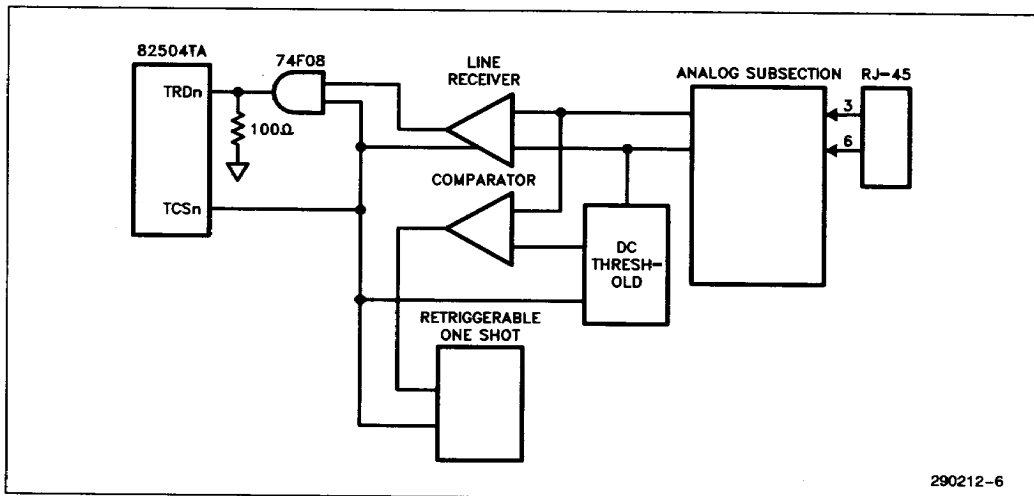 82504TA
74F08
LINE
RECEIVER
ANALOG SUBSECTION
RJ-45
TRDn
100Ω
3
6
COMPARATOR
TCSn
DC
THRESH-
OLD
RETRIGGERABLE
ONE SHOT
290212-6